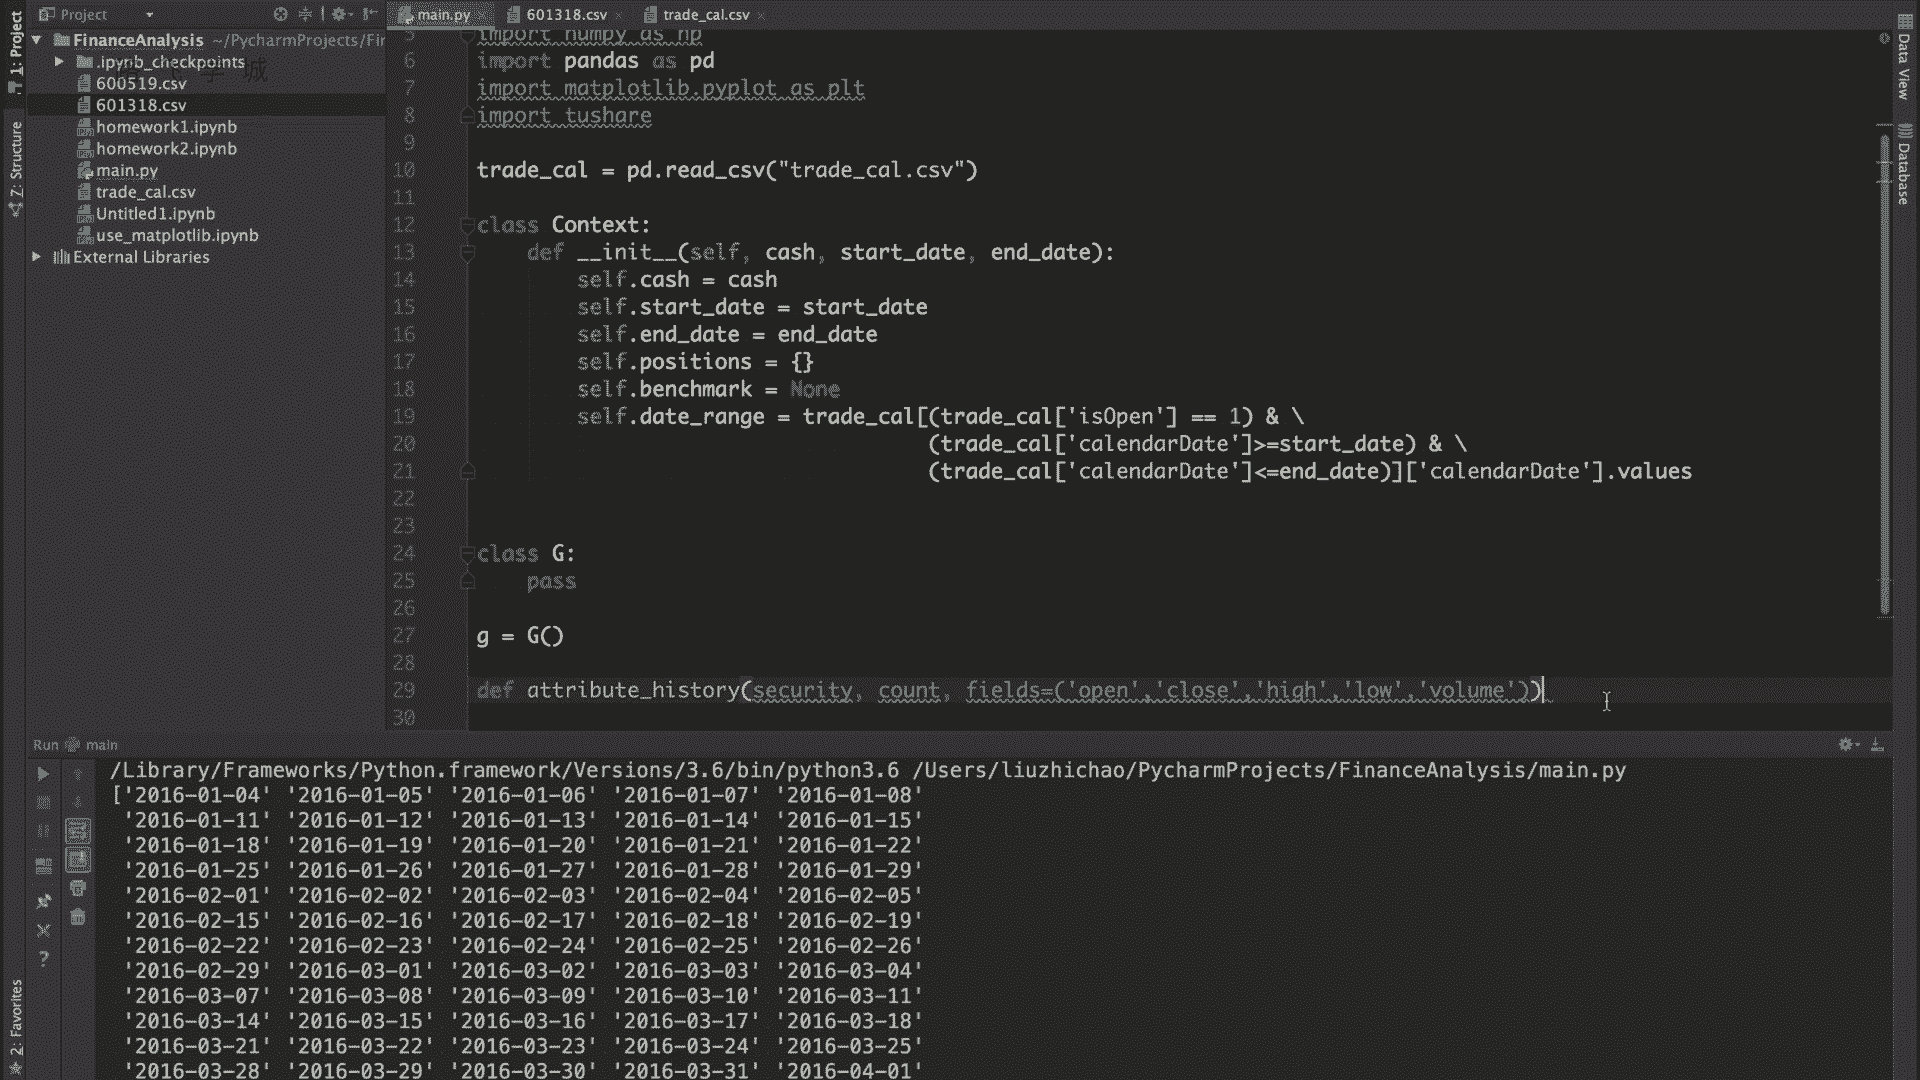 Project
main.py
601318.csv
trade_cal.csv
1: Project
FinanceAnalysis ~/PycharmProjects/Fir
.ipynb_checkpoints
600519.csv
601318.csv
homework1.ipynb
homework2.ipynb
main.py
trade_cal.csv
Untitled1.ipynb
use_matplotlib.ipynb
External Libraries
7: Structure
2: Favorites
Data View
Database
5 import numpy as np
6 import pandas as pd
7 import matplotlib.pyplot as plt
8 import tushare
9
10 trade_cal = pd.read_csv("trade_cal.csv")
11
12 class Context:
13 def __init__(self, cash, start_date, end_date):
14 self.cash = cash
15 self.start_date = start_date
16 self.end_date = end_date
17 self.positions = {}
18 self.benchmark = None
19 self.date_range = trade_cal[(trade_cal['isOpen'] == 1) & \
20 (trade_cal['calendarDate']>=start_date) & \
21 (trade_cal['calendarDate']<=end_date)]['calendarDate'].values
22
23
24 class G:
25 pass
26
27 g = G()
28
29 def attribute_history(security, count, fields=('open','close','high','low','volume'))
30
Run main
/Library/Frameworks/Python.framework/Versions/3.6/bin/python3.6 /Users/liuzhichao/PycharmProjects/FinanceAnalysis/main.py
['2016-01-04' '2016-01-05' '2016-01-06' '2016-01-07' '2016-01-08'
'2016-01-11' '2016-01-12' '2016-01-13' '2016-01-14' '2016-01-15'
'2016-01-18' '2016-01-19' '2016-01-20' '2016-01-21' '2016-01-22'
'2016-01-25' '2016-01-26' '2016-01-27' '2016-01-28' '2016-01-29'
'2016-02-01' '2016-02-02' '2016-02-03' '2016-02-04' '2016-02-05'
'2016-02-15' '2016-02-16' '2016-02-17' '2016-02-18' '2016-02-19'
'2016-02-22' '2016-02-23' '2016-02-24' '2016-02-25' '2016-02-26'
'2016-02-29' '2016-03-01' '2016-03-02' '2016-03-03' '2016-03-04'
'2016-03-07' '2016-03-08' '2016-03-09' '2016-03-10' '2016-03-11'
'2016-03-14' '2016-03-15' '2016-03-16' '2016-03-17' '2016-03-18'
'2016-03-21' '2016-03-22' '2016-03-23' '2016-03-24' '2016-03-25'
'2016-03-28' '2016-03-29' '2016-03-30' '2016-03-31' '2016-04-01'